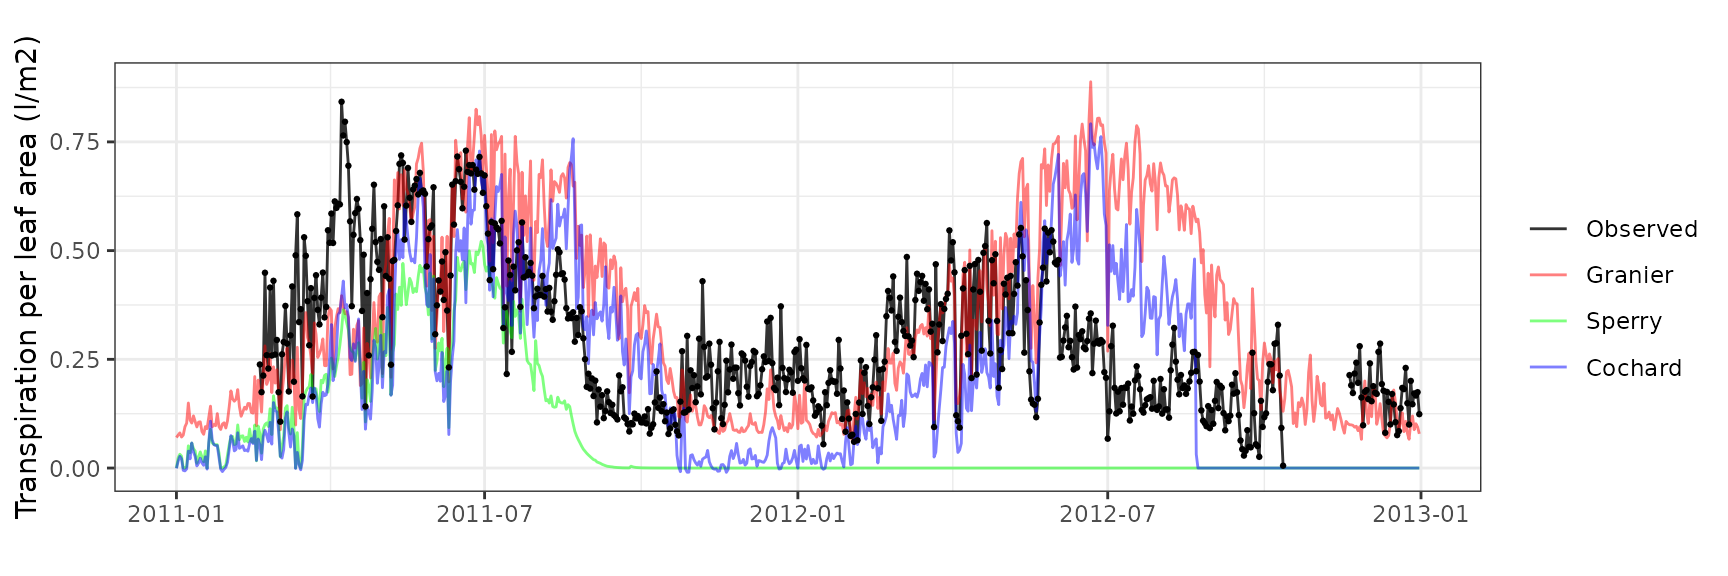 Transpiration per leaf area (l/m2)
0.75
0.50
0.25
0.00
2011-01
2011-07
2012-01
2012-07
2013-01
Observed
Granier
Sperry
Cochard